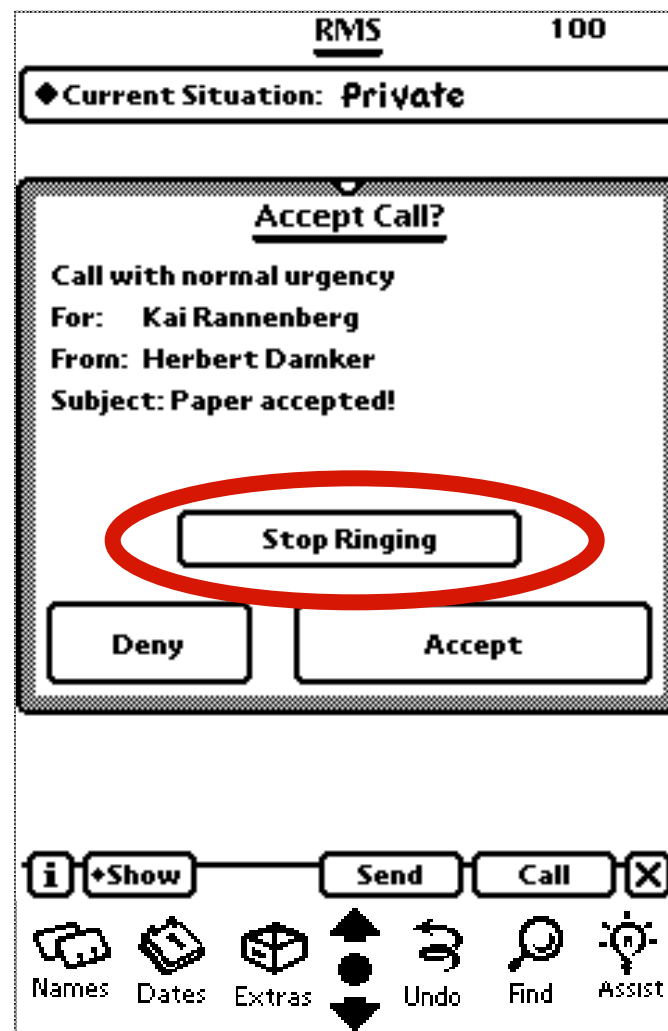 RMS 100
◆Current Situation: Private
Accept Call?
Call with normal urgency
For: Kai Rannenberg
From: Herbert Damker
Subject: Paper accepted!
Stop Ringing
Deny Accept
i ◆Show Send Call X
Names Dates Extras Undo Find Assist